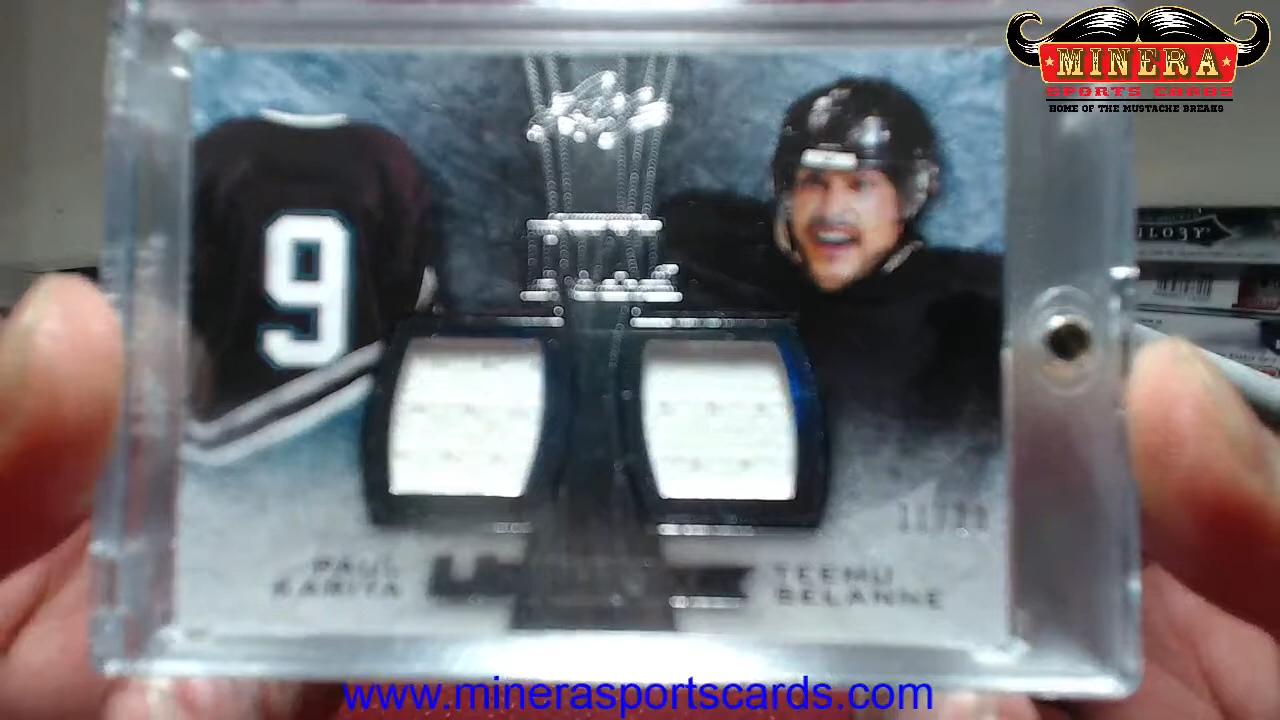 MINERA
SPORTS CARDS
HOME OF THE MUSTACHE BREAKS
9
PAUL
KARIYA
TEEMU
SELANNE
www.minerasportscards.com